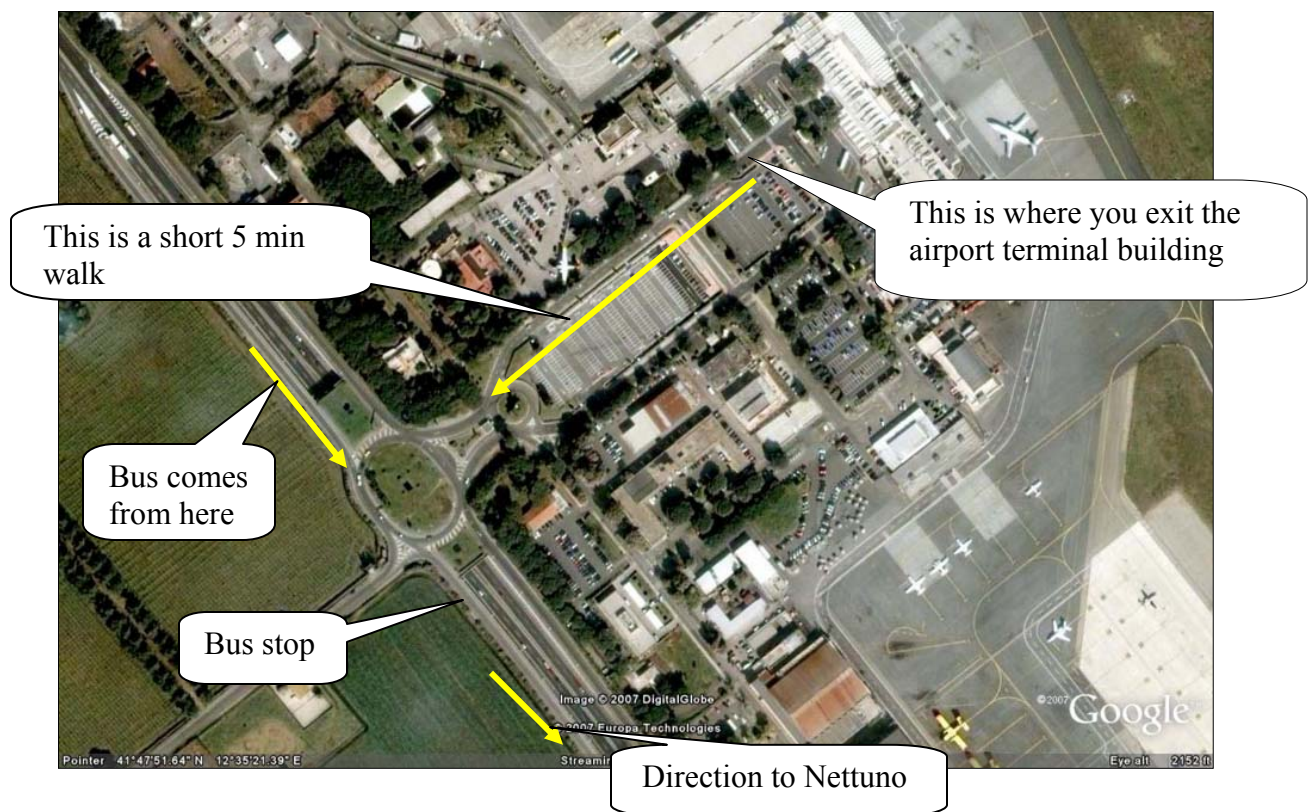 This is a short 5 min
walk
This is where you exit the
airport terminal building
Bus comes
from here
Bus stop
Direction to Nettuno
Image © 2007 DigitalGlobe
© 2007 Europa Technologies
©2007 Google
Pointer 41°47'51.64" N 12°35'21.39" E
Eye alt 2152 ft